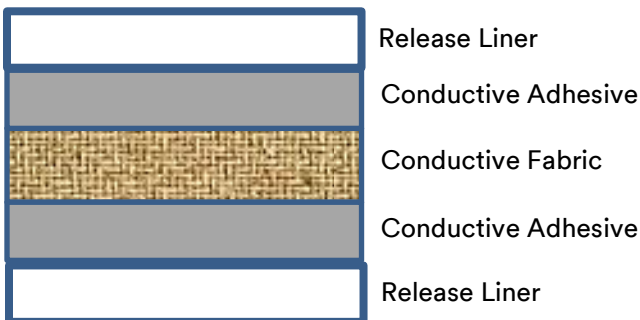 Release Liner
Conductive Adhesive
Conductive Fabric
Conductive Adhesive
Release Liner